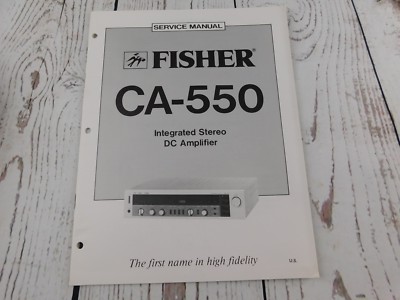 SERVICE MANUAL
FISHER®
CA-550
Integrated Stereo
DC Amplifier
The first name in high fidelity
U.S.